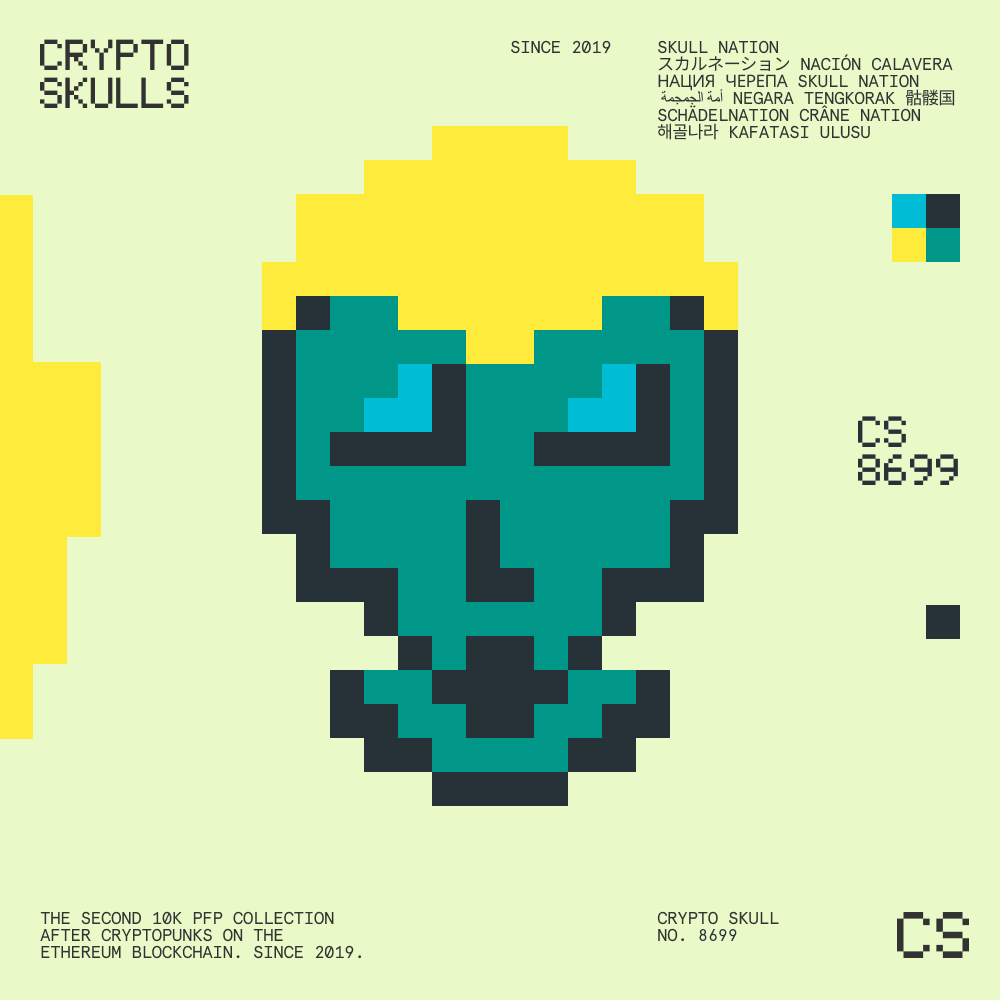 CRYPTO
SKULLS
SINCE 2019
SKULL NATION
スカルネーション NACIÓN CALAVERA
НАЦИЯ ЧЕРЕПА SKULL NATION
أمة الجمجمة NEGARA TENGKORAK 骷髅国
SCHÄDELNATION CRÂNE NATION
해골나라 KAFATASI ULUSU
CS
8699
THE SECOND 10K PFP COLLECTION
AFTER CRYPTOPUNKS ON THE
ETHEREUM BLOCKCHAIN. SINCE 2019.
CRYPTO SKULL
NO. 8699
CS